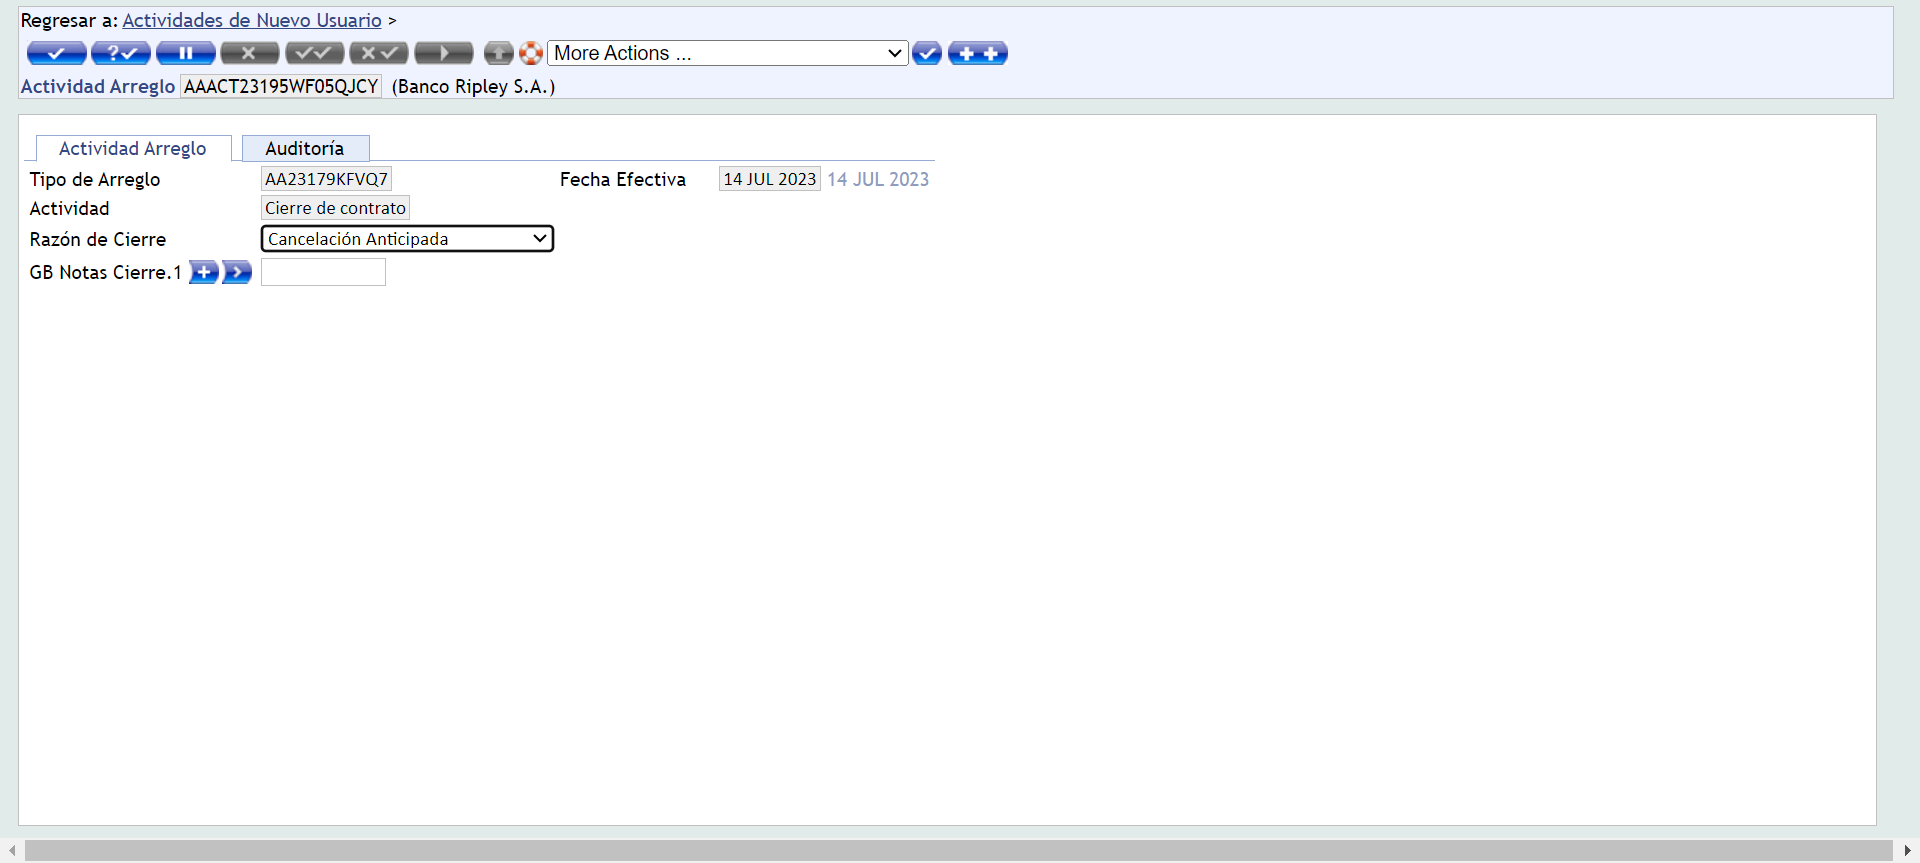 Regresar a: Actividades de Nuevo Usuario >
More Actions ...
Actividad Arreglo AAACT23195WF05QJCY (Banco Ripley S.A.)
Actividad Arreglo Auditoría
Tipo de Arreglo AA23179KFVQ7 Fecha Efectiva 14 JUL 2023 14 JUL 2023
Actividad Cierre de contrato
Razón de Cierre Cancelación Anticipada
GB Notas Cierre.1